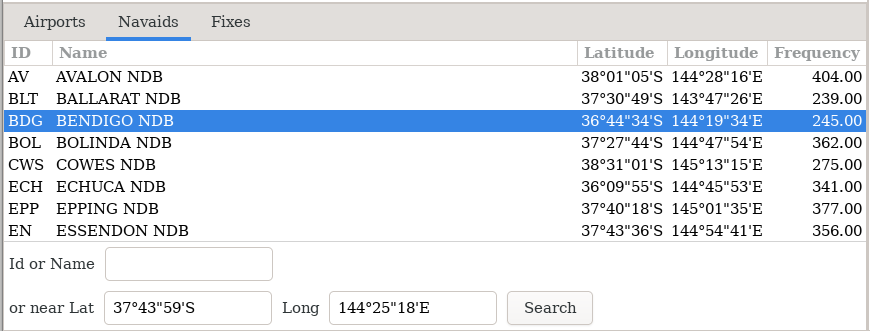 Airports Navaids Fixes
ID Name Latitude Longitude Frequency
AV AVALON NDB 38°01"05'S 144°28"16'E 404.00
BLT BALLARAT NDB 37°30"49'S 143°47"26'E 239.00
BDG BENDIGO NDB 36°44"34'S 144°19"34'E 245.00
BOL BOLINDA NDB 37°27"44'S 144°47"54'E 362.00
CWS COWES NDB 38°31"01'S 145°13"15'E 275.00
ECH ECHUCA NDB 36°09"55'S 144°45"53'E 341.00
EPP EPPING NDB 37°40"18'S 145°01"35'E 377.00
EN ESSENDON NDB 37°43"36'S 144°54"41'E 356.00
Id or Name
or near Lat 37°43"59'S Long 144°25"18'E Search